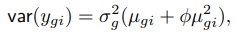 var(y_{gi}) = σ_g^2(μ_{gi} + φμ_{gi}^2),